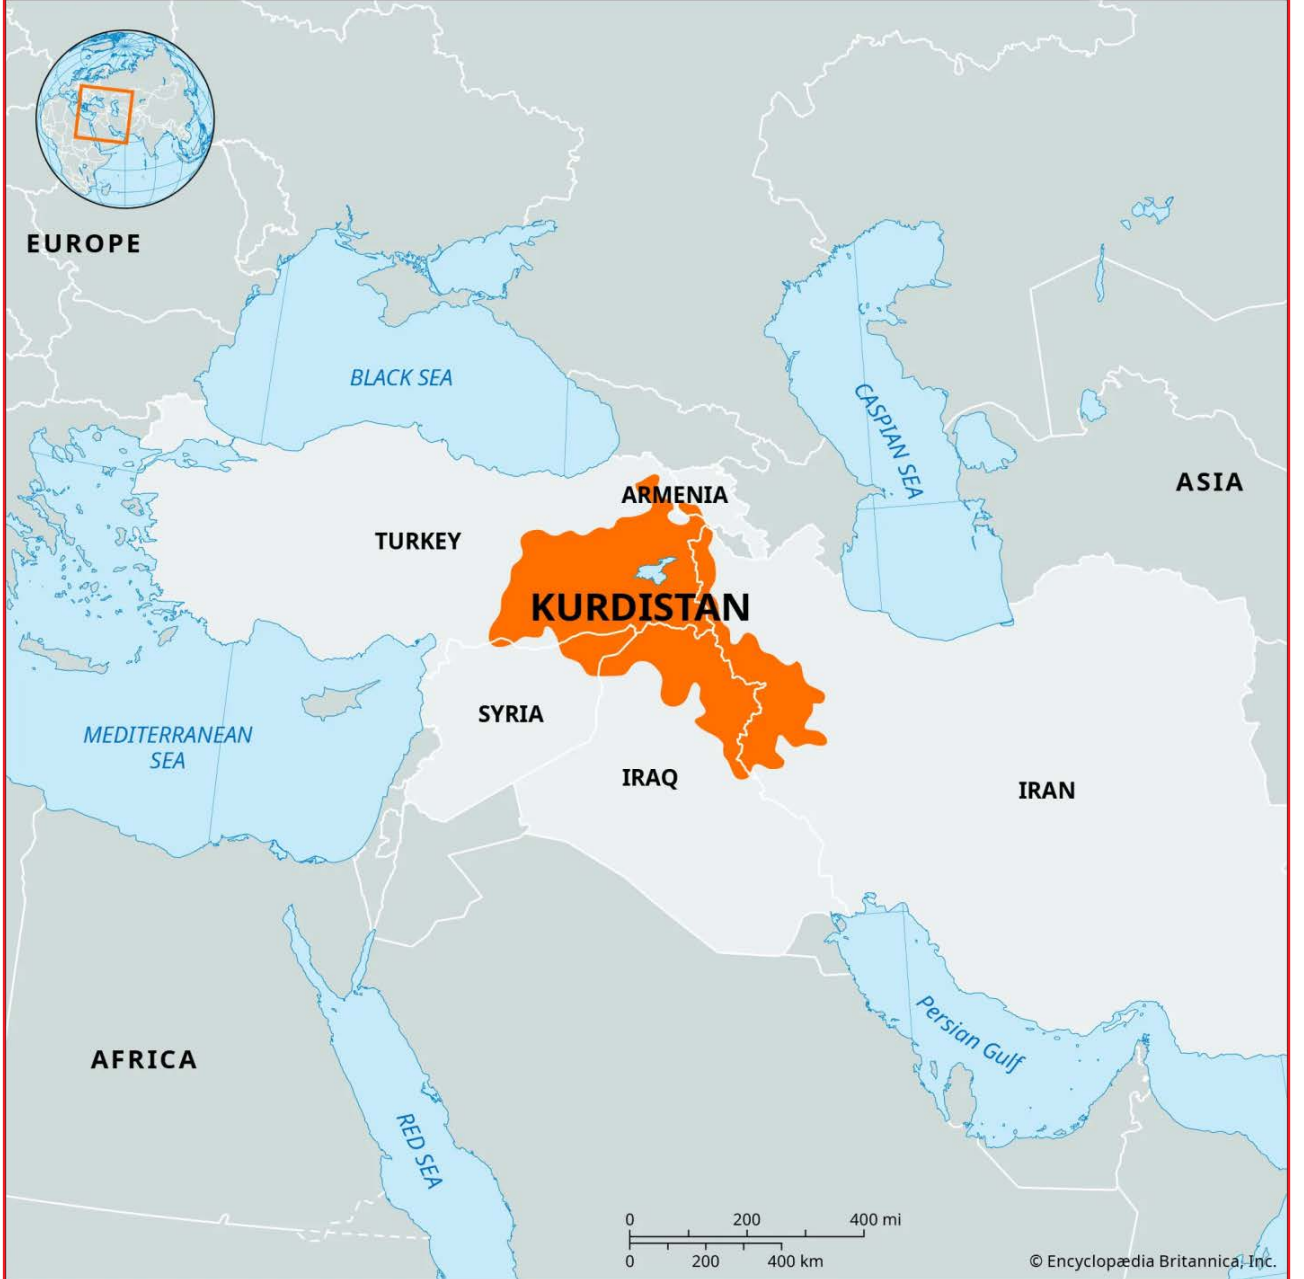 EUROPE
BLACK SEA
CASPIAN SEA
ASIA
ARMENIA
TURKEY
KURDISTAN
SYRIA
MEDITERRANEAN
SEA
IRAQ
IRAN
Persian Gulf
AFRICA
RED SEA
0 200 400 mi
0 200 400 km
© Encyclopædia Britannica, Inc.